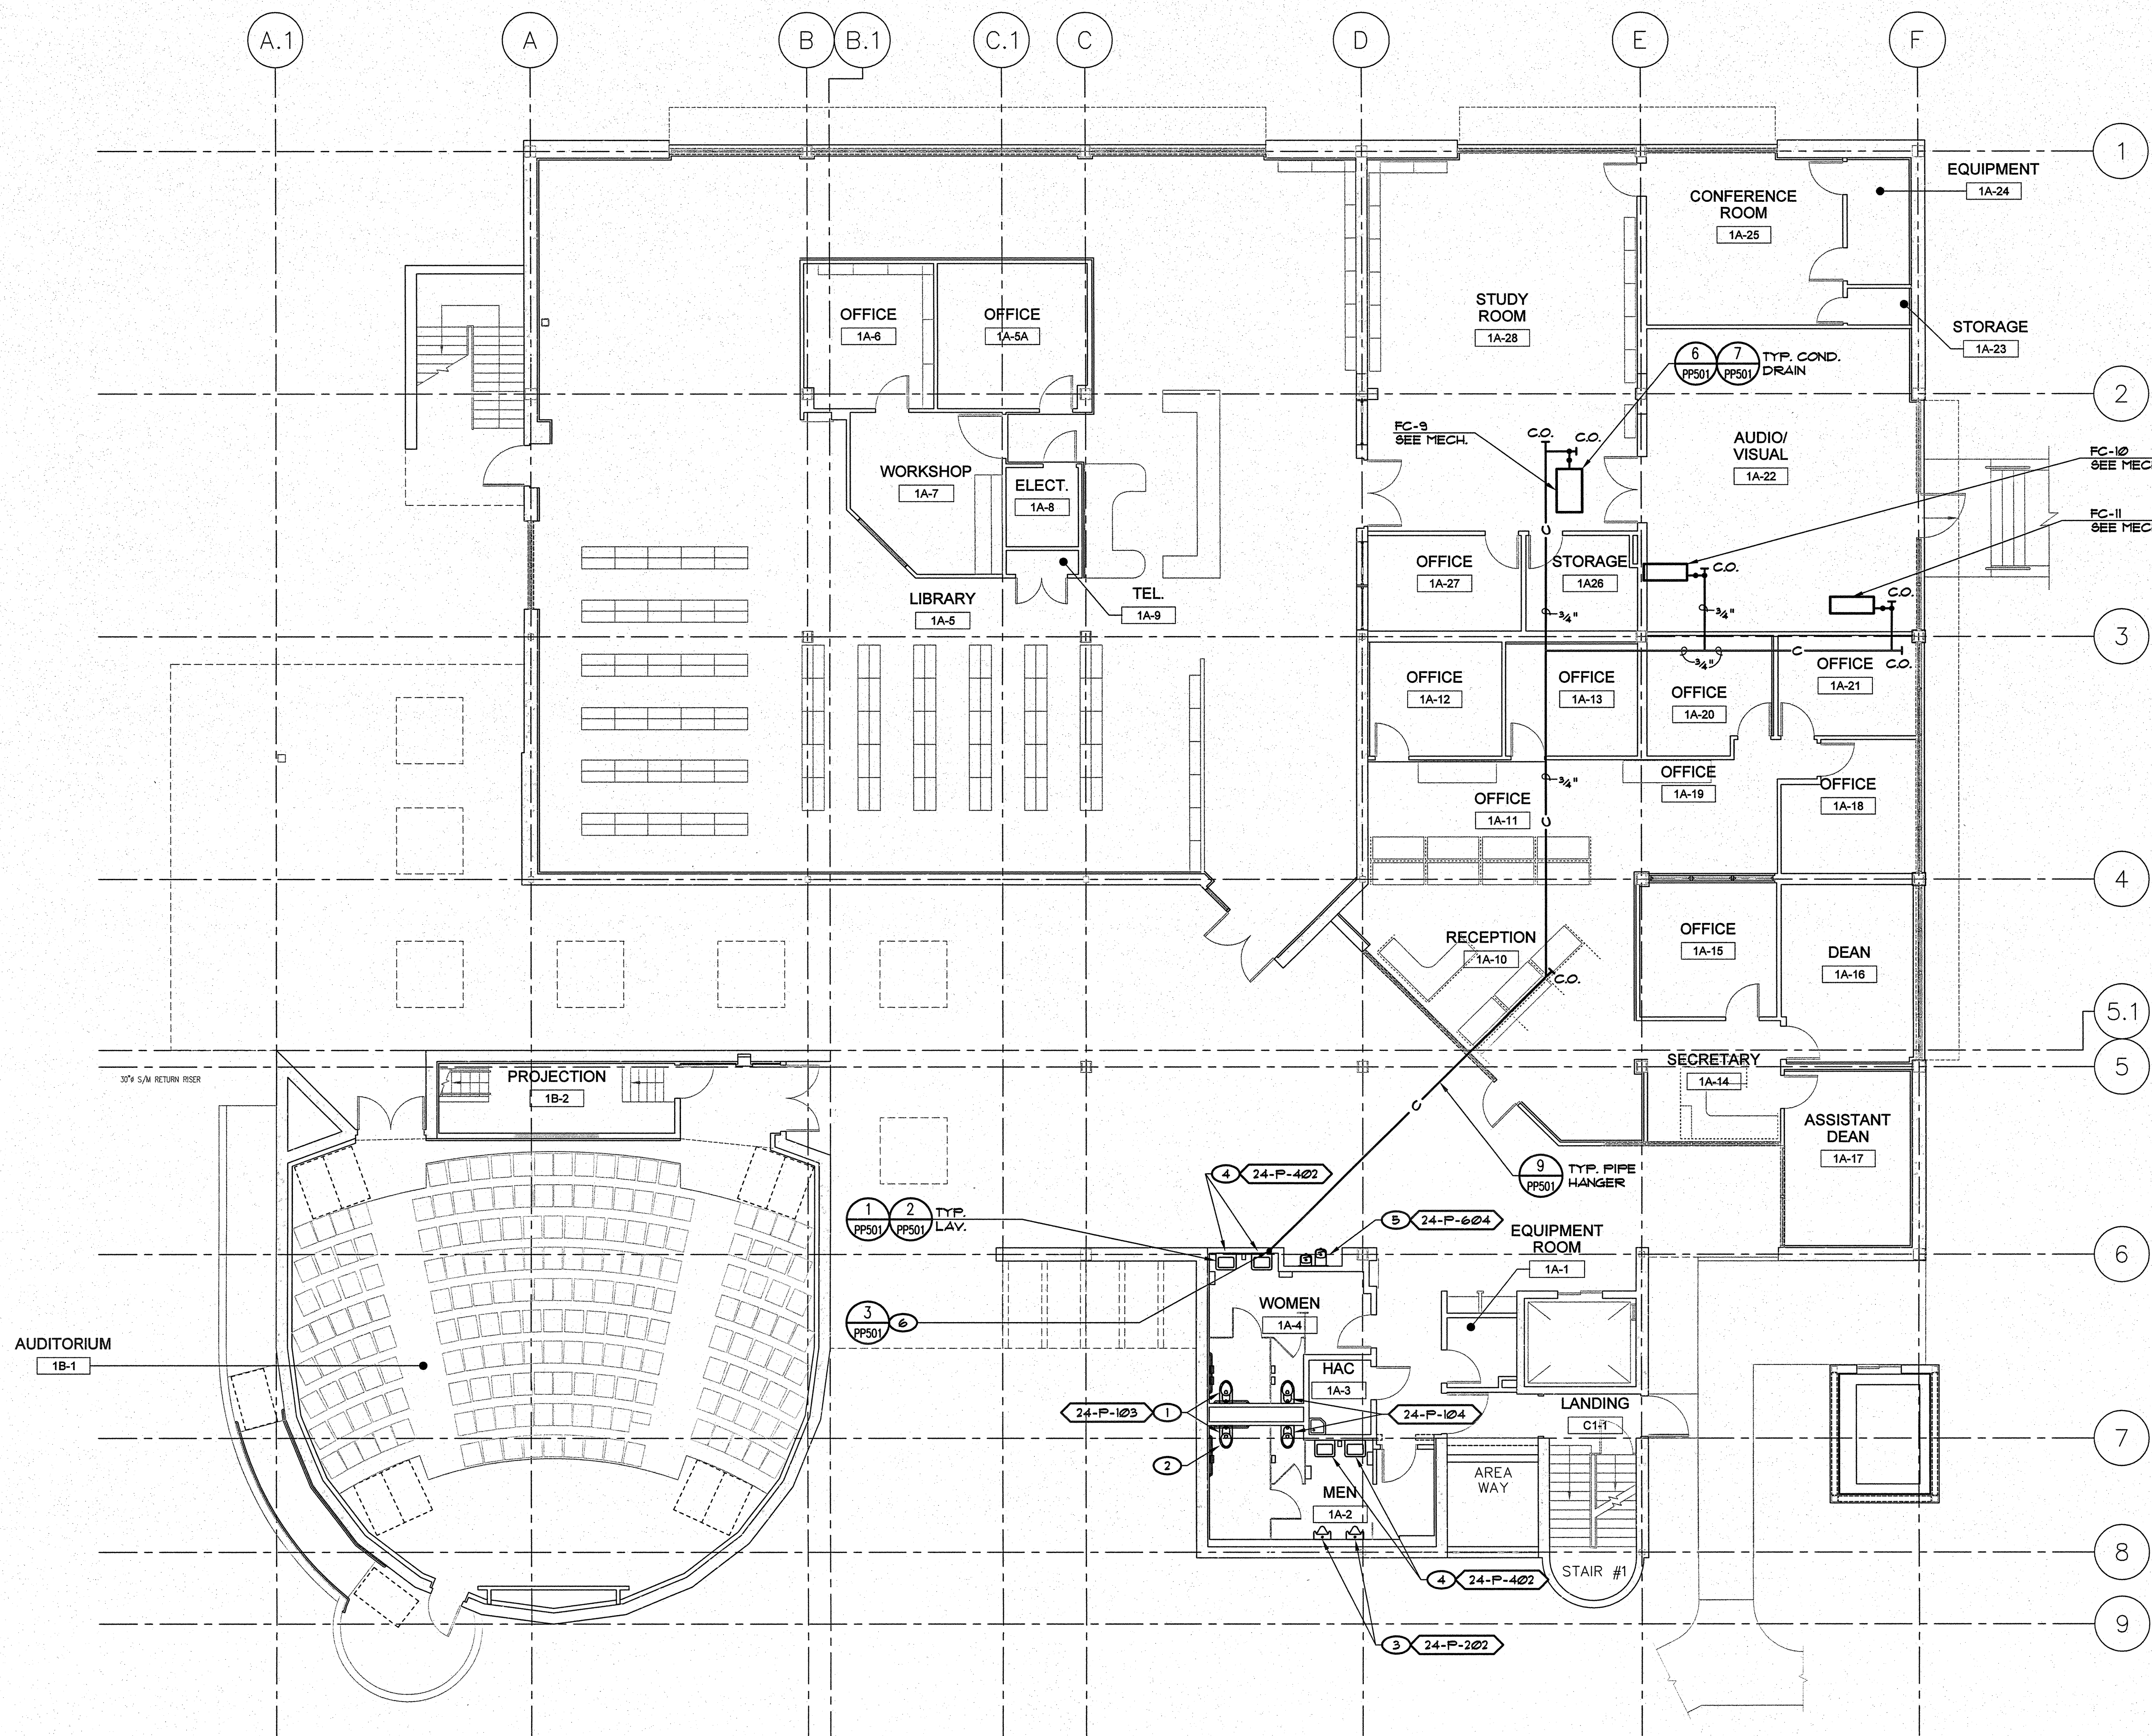 A.1
A
B
B.1
C.1
C
D
E
F
1
EQUIPMENT
1A-24
CONFERENCE
ROOM
1A-25
STUDY
ROOM
1A-28
STORAGE
1A-23
OFFICE
1A-6
OFFICE
1A-5A
6
PP501
7
PP501
TYP. COND.
DRAIN
2
FC-9
SEE MECH.
C.O.
C.O.
AUDIO/
VISUAL
1A-22
FC-10
SEE MEC
WORKSHOP
1A-7
ELECT.
1A-8
FC-11
SEE MEC
C
OFFICE
1A-27
STORAGE
1A26
C.O.
C.O.
LIBRARY
1A-5
TEL.
1A-9
3/4"
3/4"
3
3/4"
C
C.O.
OFFICE
1A-12
OFFICE
1A-13
OFFICE
1A-20
OFFICE
1A-21
3/4"
OFFICE
1A-11
C
OFFICE
1A-19
OFFICE
1A-18
4
RECEPTION
1A-10
C.O.
OFFICE
1A-15
DEAN
1A-16
5.1
5
30"ø S/M RETURN RISER
PROJECTION
1B-2
SECRETARY
1A-14
C
ASSISTANT
DEAN
1A-17
9
PP501
TYP. PIPE
HANGER
4
24-P-402
1
PP501
2
PP501
TYP.
LAV.
5
24-P-604
EQUIPMENT
ROOM
1A-1
6
3
PP501
6
WOMEN
1A-4
AUDITORIUM
1B-1
HAC
1A-3
24-P-103
1
24-P-104
LANDING
C1-1
7
2
AREA
WAY
MEN
1A-2
8
STAIR #1
4
24-P-402
9
3
24-P-202